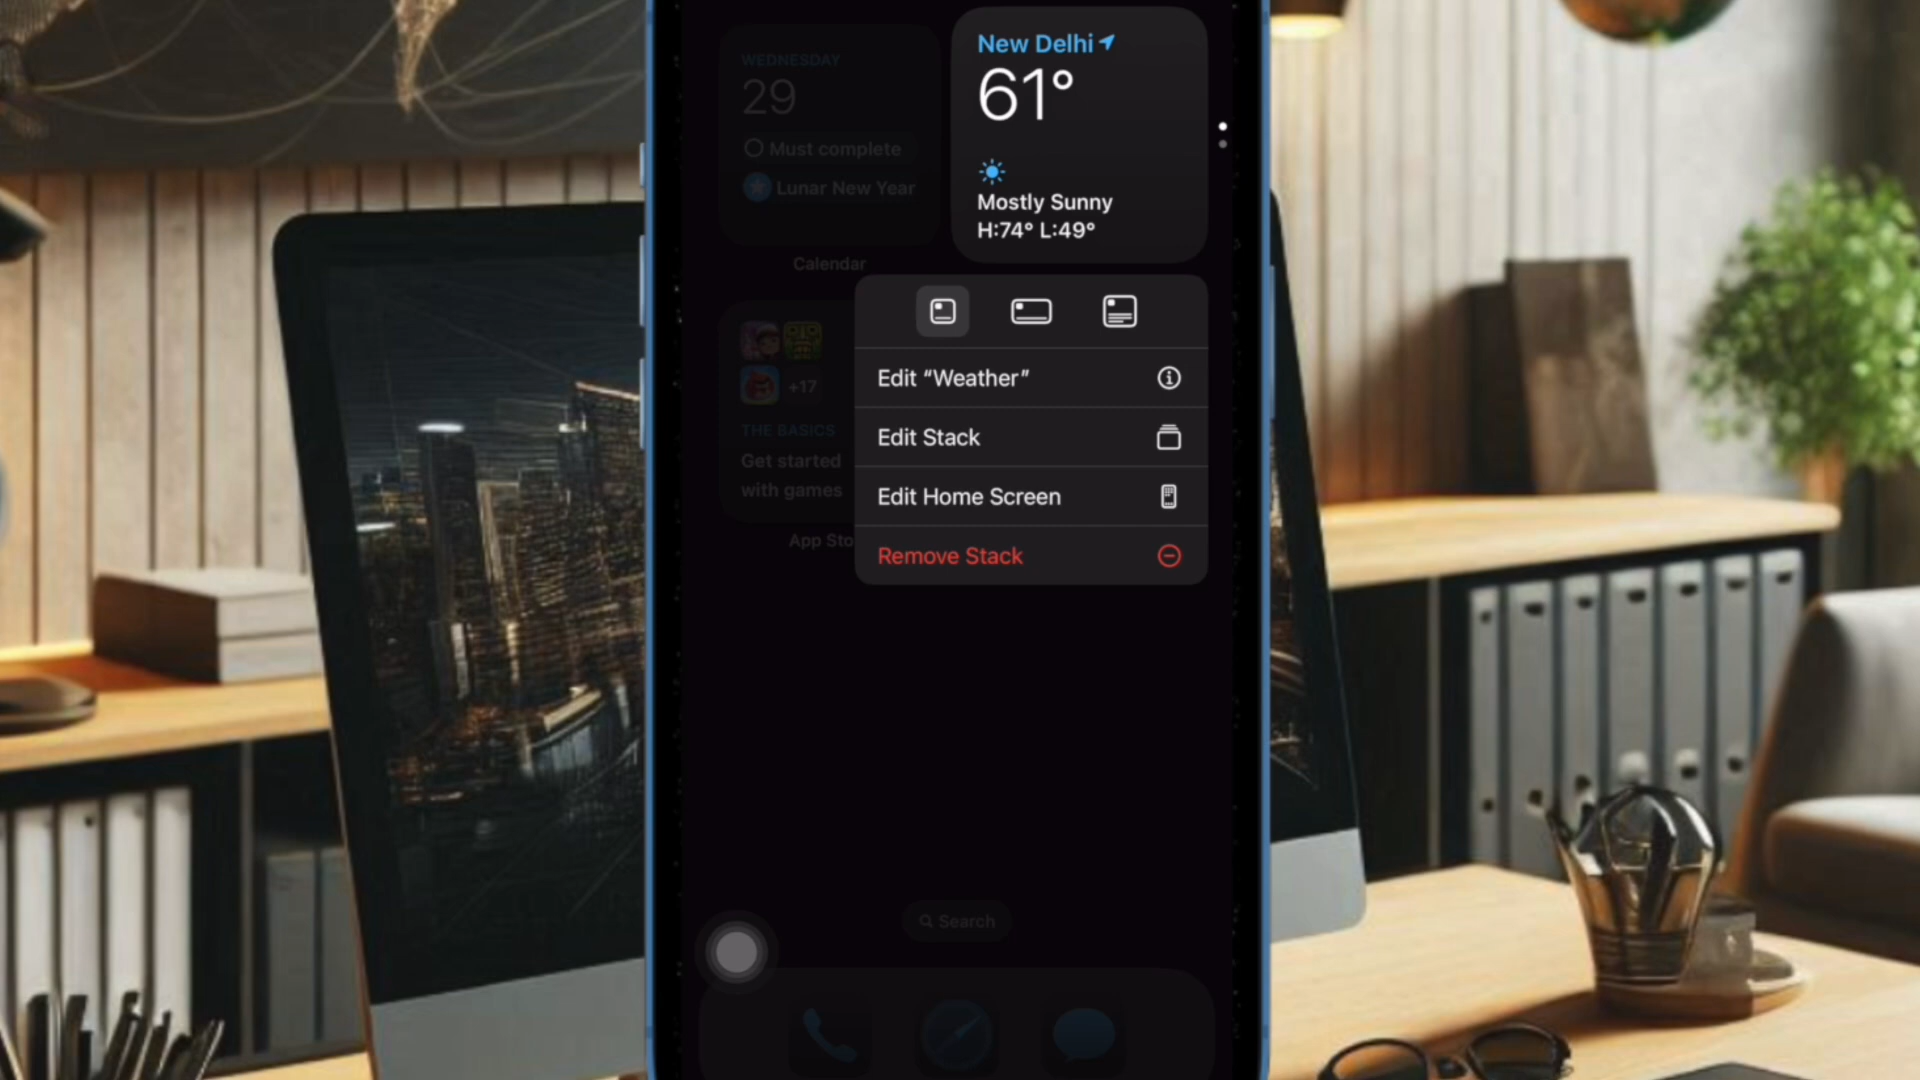 WEDNESDAY
29
Must complete
Lunar New Year
Calendar
New Delhi
61°
Mostly Sunny
H:74° L:49°
+17
THE BASICS
Get started
with games
App Sto
Edit “Weather”
Edit Stack
Edit Home Screen
Remove Stack
Search